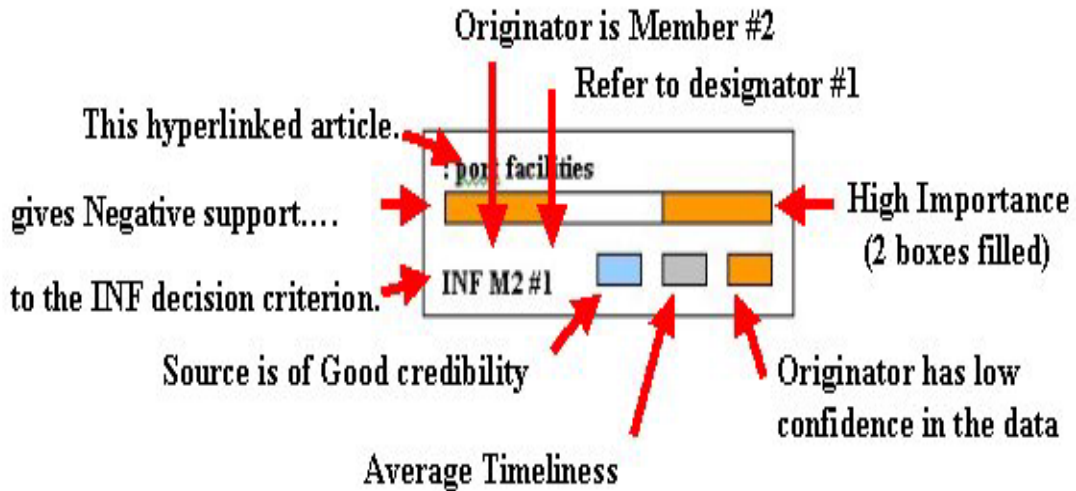 Originator is Member #2
Refer to designator #1
This hyperlinked article.
: port facilities
gives Negative support....
High Importance
(2 boxes filled)
to the INF decision criterion.
INF M2 #1
Source is of Good credibility
Originator has low
confidence in the data
Average Timeliness